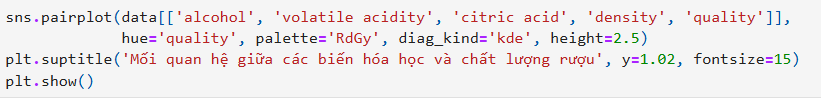 sns.pairplot(data[['alcohol', 'volatile acidity', 'citric acid', 'density', 'quality']],
hue='quality', palette='RdGy', diag_kind='kde', height=2.5)
plt.suptitle('Mối quan hệ giữa các biến hóa học và chất lượng rượu', y=1.02, fontsize=15)
plt.show()